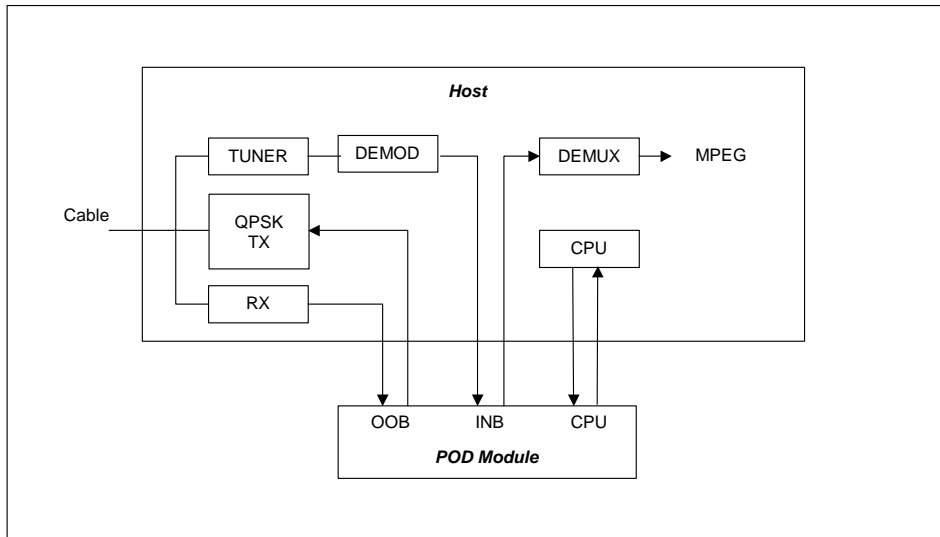 Host
TUNER
DEMOD
DEMUX
MPEG
Cable
QPSK
TX
CPU
RX
OOB
INB
CPU
POD Module